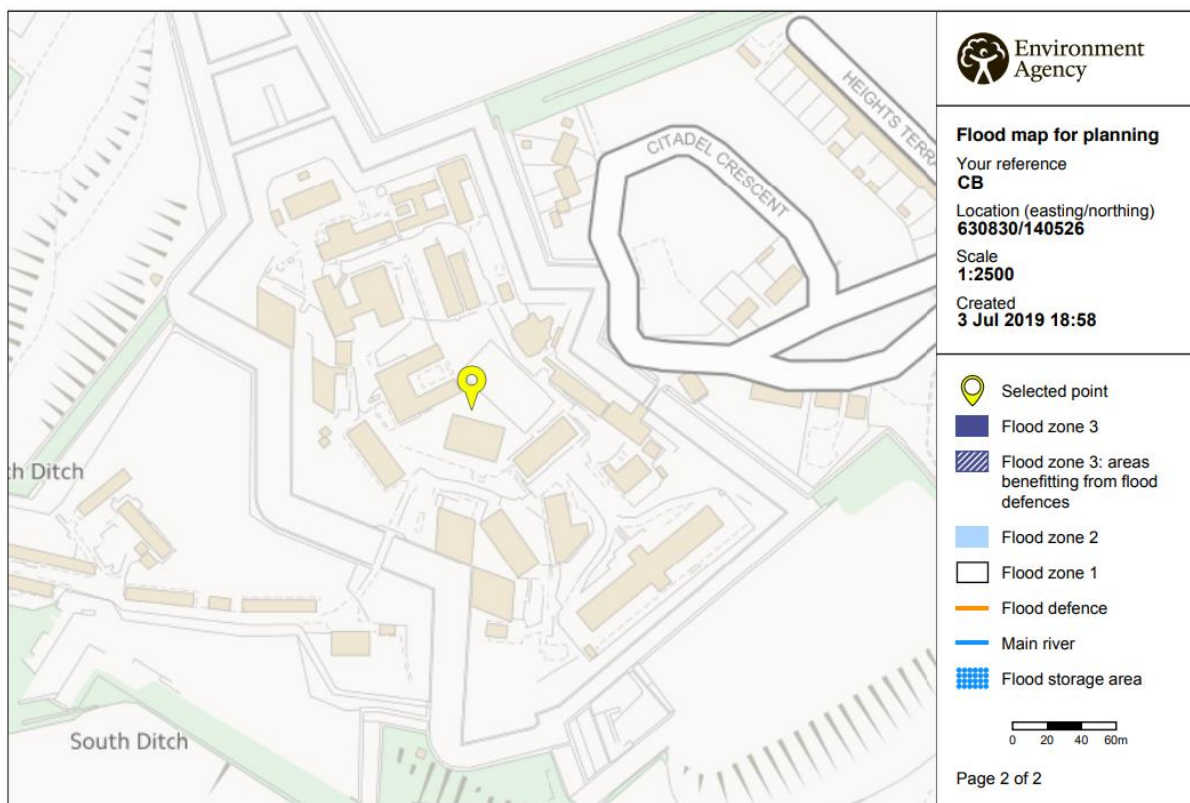 CITADEL CRESCENT
HEIGHTS TERRA
th Ditch
South Ditch
Environment
Agency
Flood map for planning
Your reference
CB
Location (easting/northing)
630830/140526
Scale
1:2500
Created
3 Jul 2019 18:58
Selected point
Flood zone 3
Flood zone 3: areas
benefitting from flood
defences
Flood zone 2
Flood zone 1
Flood defence
Main river
Flood storage area
0 20 40 60m
Page 2 of 2